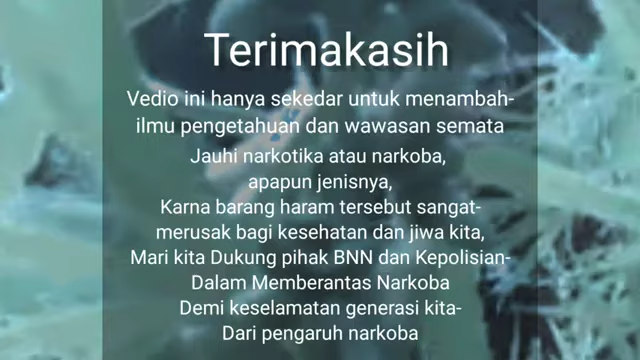 Terimakasih
Vedio ini hanya sekedar untuk menambah-
ilmu pengetahuan dan wawasan semata
Jauhi narkotika atau narkoba,
apapun jenisnya,
Karna barang haram tersebut sangat-
merusak bagi kesehatan dan jiwa kita,
Mari kita Dukung pihak BNN dan Kepolisian-
Dalam Memberantas Narkoba
Demi keselamatan generasi kita-
Dari pengaruh narkoba